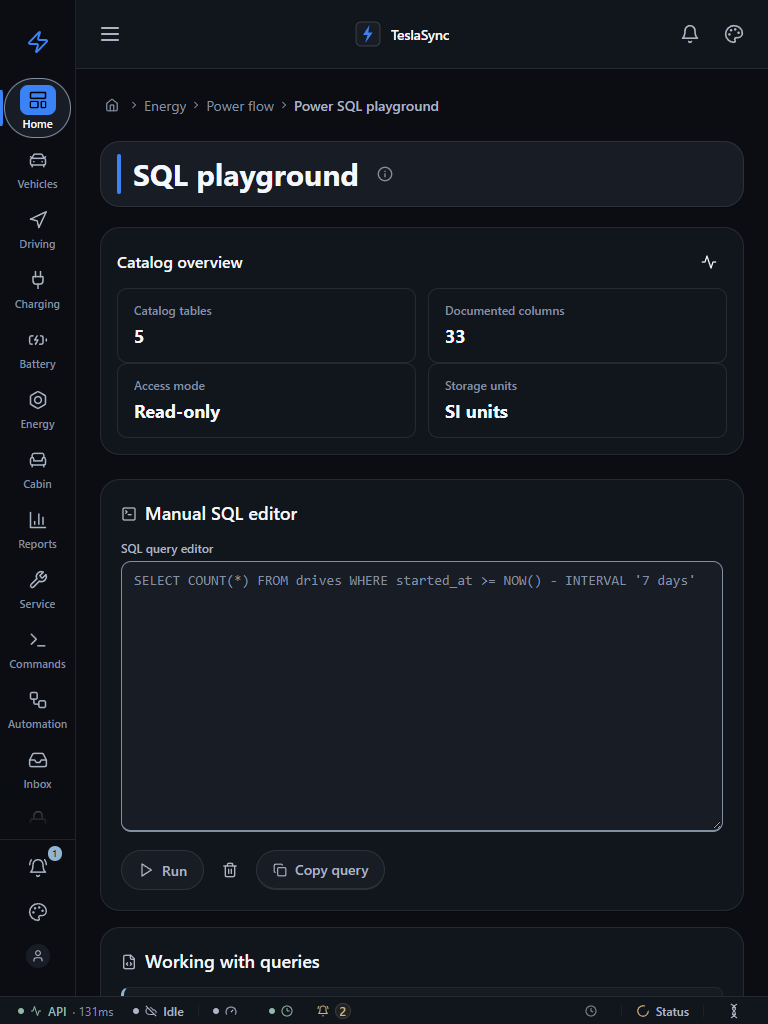 TeslaSync
Home
Vehicles
Driving
Charging
Battery
Energy
Cabin
Reports
Service
Commands
Automation
Inbox
1
Energy > Power flow > Power SQL playground
SQL playground
Catalog overview
Catalog tables
5
Documented columns
33
Access mode
Read-only
Storage units
SI units
Manual SQL editor
SQL query editor
SELECT COUNT(*) FROM drives WHERE started_at >= NOW() - INTERVAL '7 days'
Run
Copy query
Working with queries
API · 131ms
Idle
2
Status